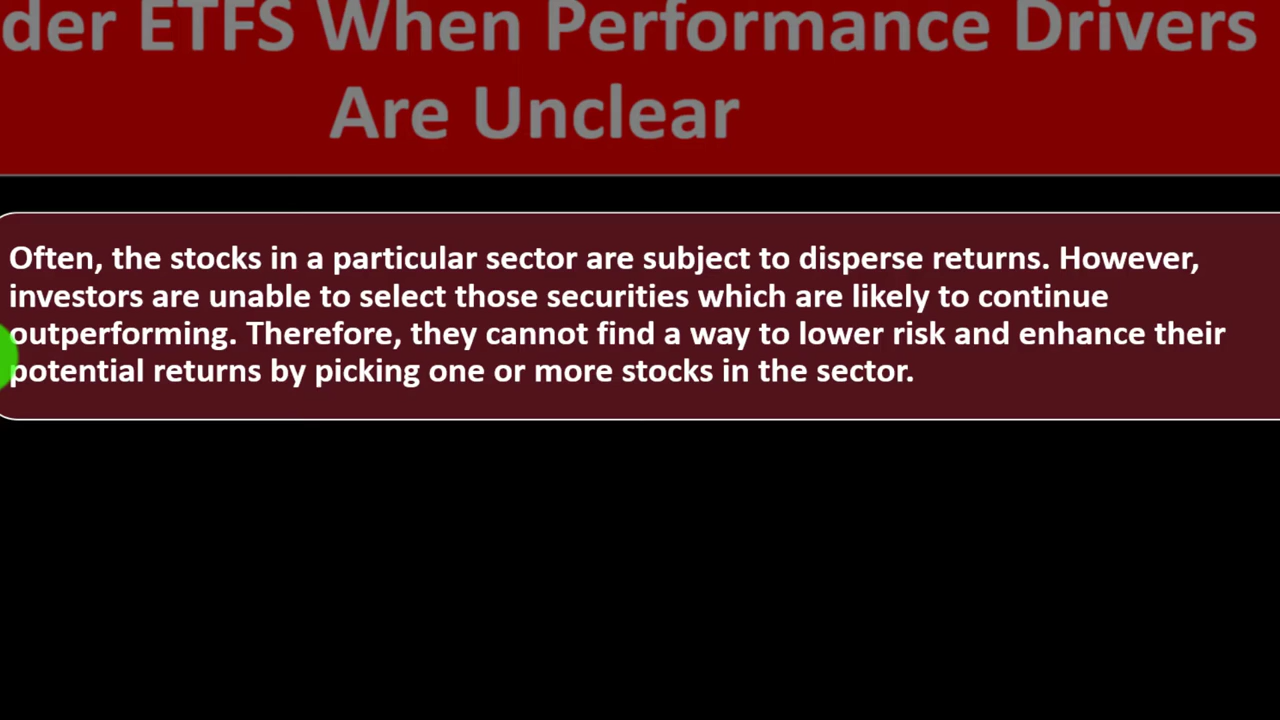 der ETFS When Performance Drivers
Are Unclear
Often, the stocks in a particular sector are subject to disperse returns. However,
investors are unable to select those securities which are likely to continue
outperforming. Therefore, they cannot find a way to lower risk and enhance their
potential returns by picking one or more stocks in the sector.